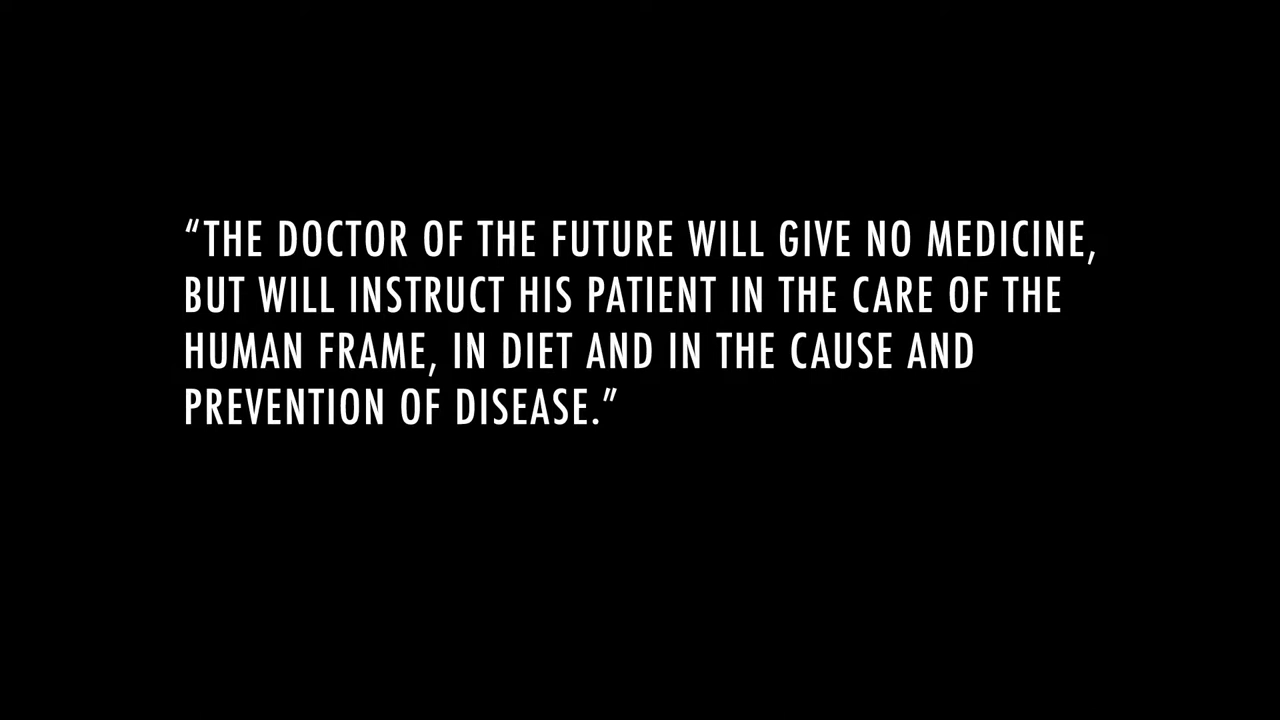 “THE DOCTOR OF THE FUTURE WILL GIVE NO MEDICINE,
BUT WILL INSTRUCT HIS PATIENT IN THE CARE OF THE
HUMAN FRAME, IN DIET AND IN THE CAUSE AND
PREVENTION OF DISEASE.”